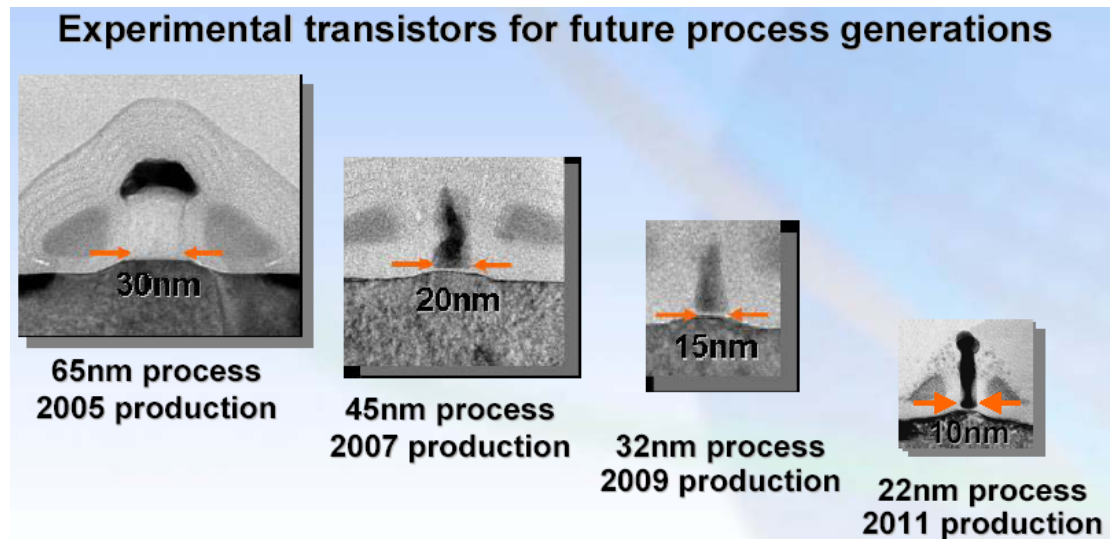 Experimental transistors for future process generations
30nm
65nm process
2005 production
20nm
45nm process
2007 production
15nm
32nm process
2009 production
10nm
22nm process
2011 production